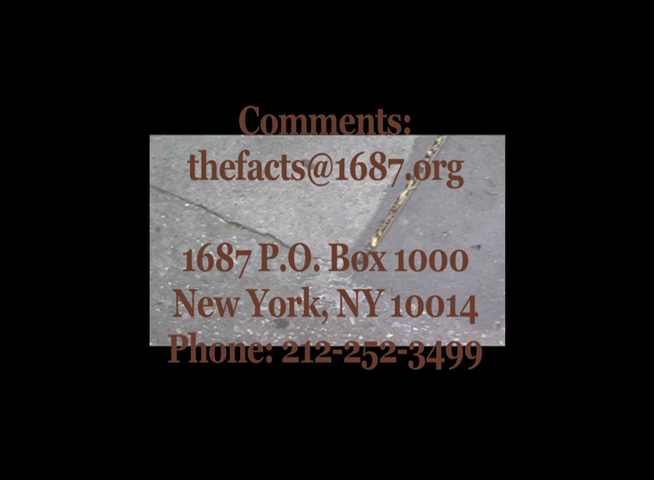 Comments:
thefacts@1687.org
1687 P.O. Box 1000
New York, NY 10014
Phone: 212-252-3499